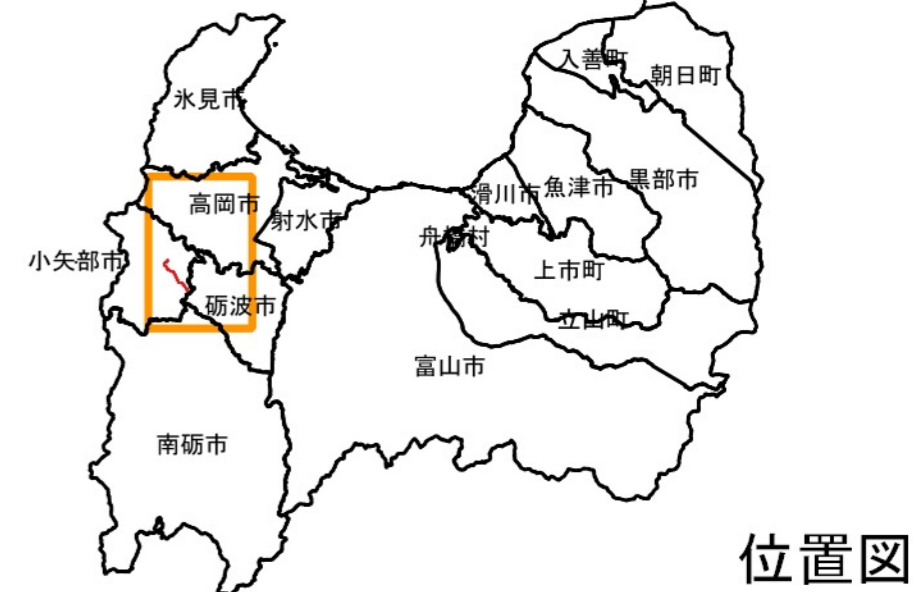 入善町
朝日町
氷見市
黒部市
魚津市
滑川市
高岡市
射水市
舟橋村
小矢部市
上市町
砺波市
立山町
富山市
南砺市
位置図